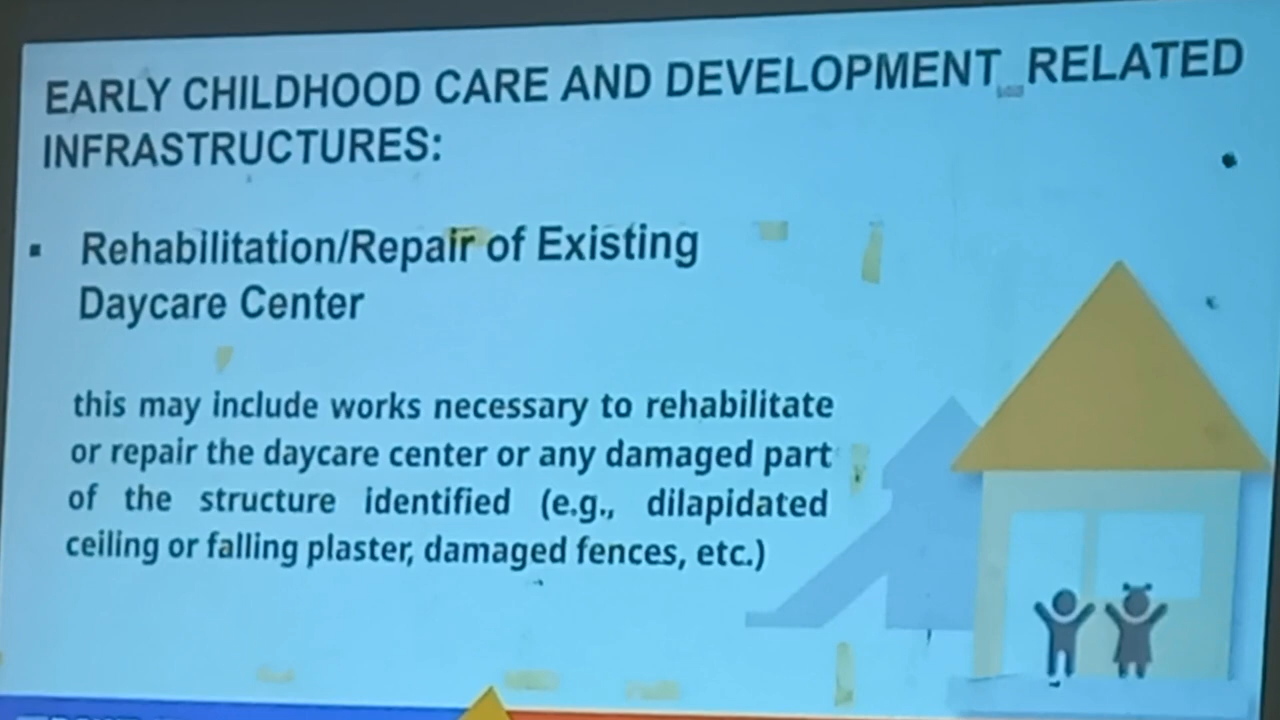 EARLY CHILDHOOD CARE AND DEVELOPMENT RELATED
INFRASTRUCTURES:
▪ Rehabilitation/Repair of Existing
Daycare Center
this may include works necessary to rehabilitate
or repair the daycare center or any damaged part
of the structure identified (e.g., dilapidated
ceiling or falling plaster, damaged fences, etc.)